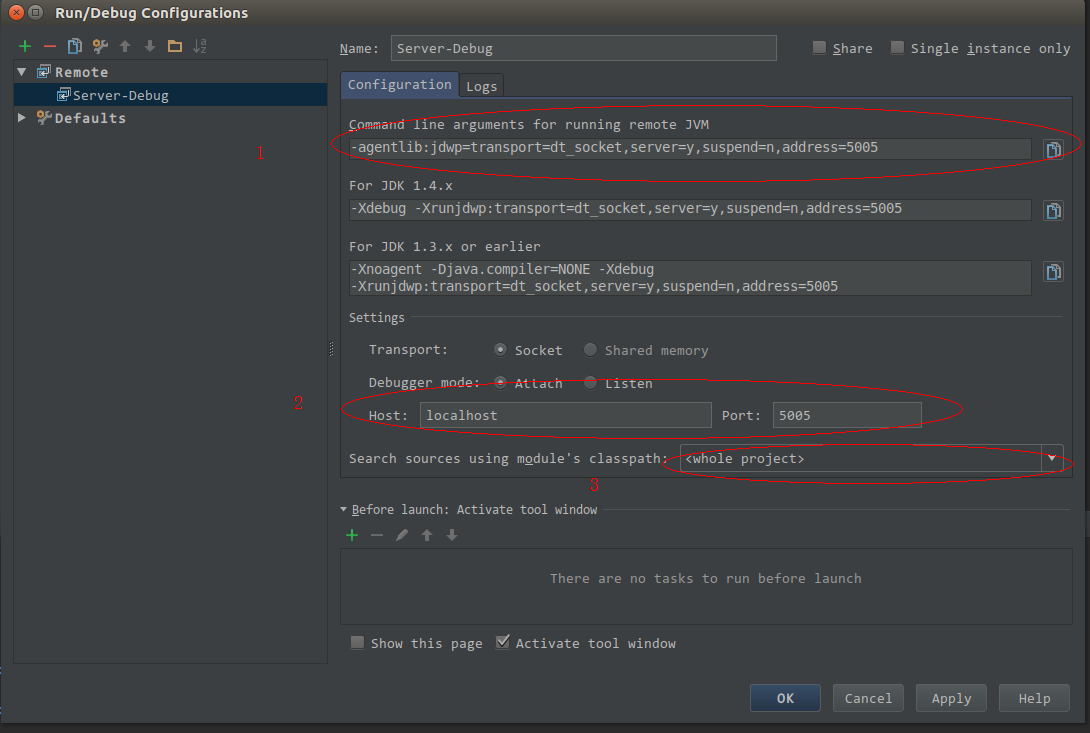 Run/Debug Configurations
Name: Server-Debug Share Single instance only
Remote
Server-Debug
Defaults
Configuration Logs
Command line arguments for running remote JVM
1 -agentlib:jdwp=transport=dt_socket,server=y,suspend=n,address=5005
For JDK 1.4.x
-Xdebug -Xrunjdwp:transport=dt_socket,server=y,suspend=n,address=5005
For JDK 1.3.x or earlier
-Xnoagent -Djava.compiler=NONE -Xdebug
-Xrunjdwp:transport=dt_socket,server=y,suspend=n,address=5005
Settings
Transport: Socket Shared memory
Debugger mode: Attach Listen
2 Host: localhost Port: 5005
Search sources using module's classpath: <whole project>
3
Before launch: Activate tool window
There are no tasks to run before launch
Show this page Activate tool window
OK Cancel Apply Help